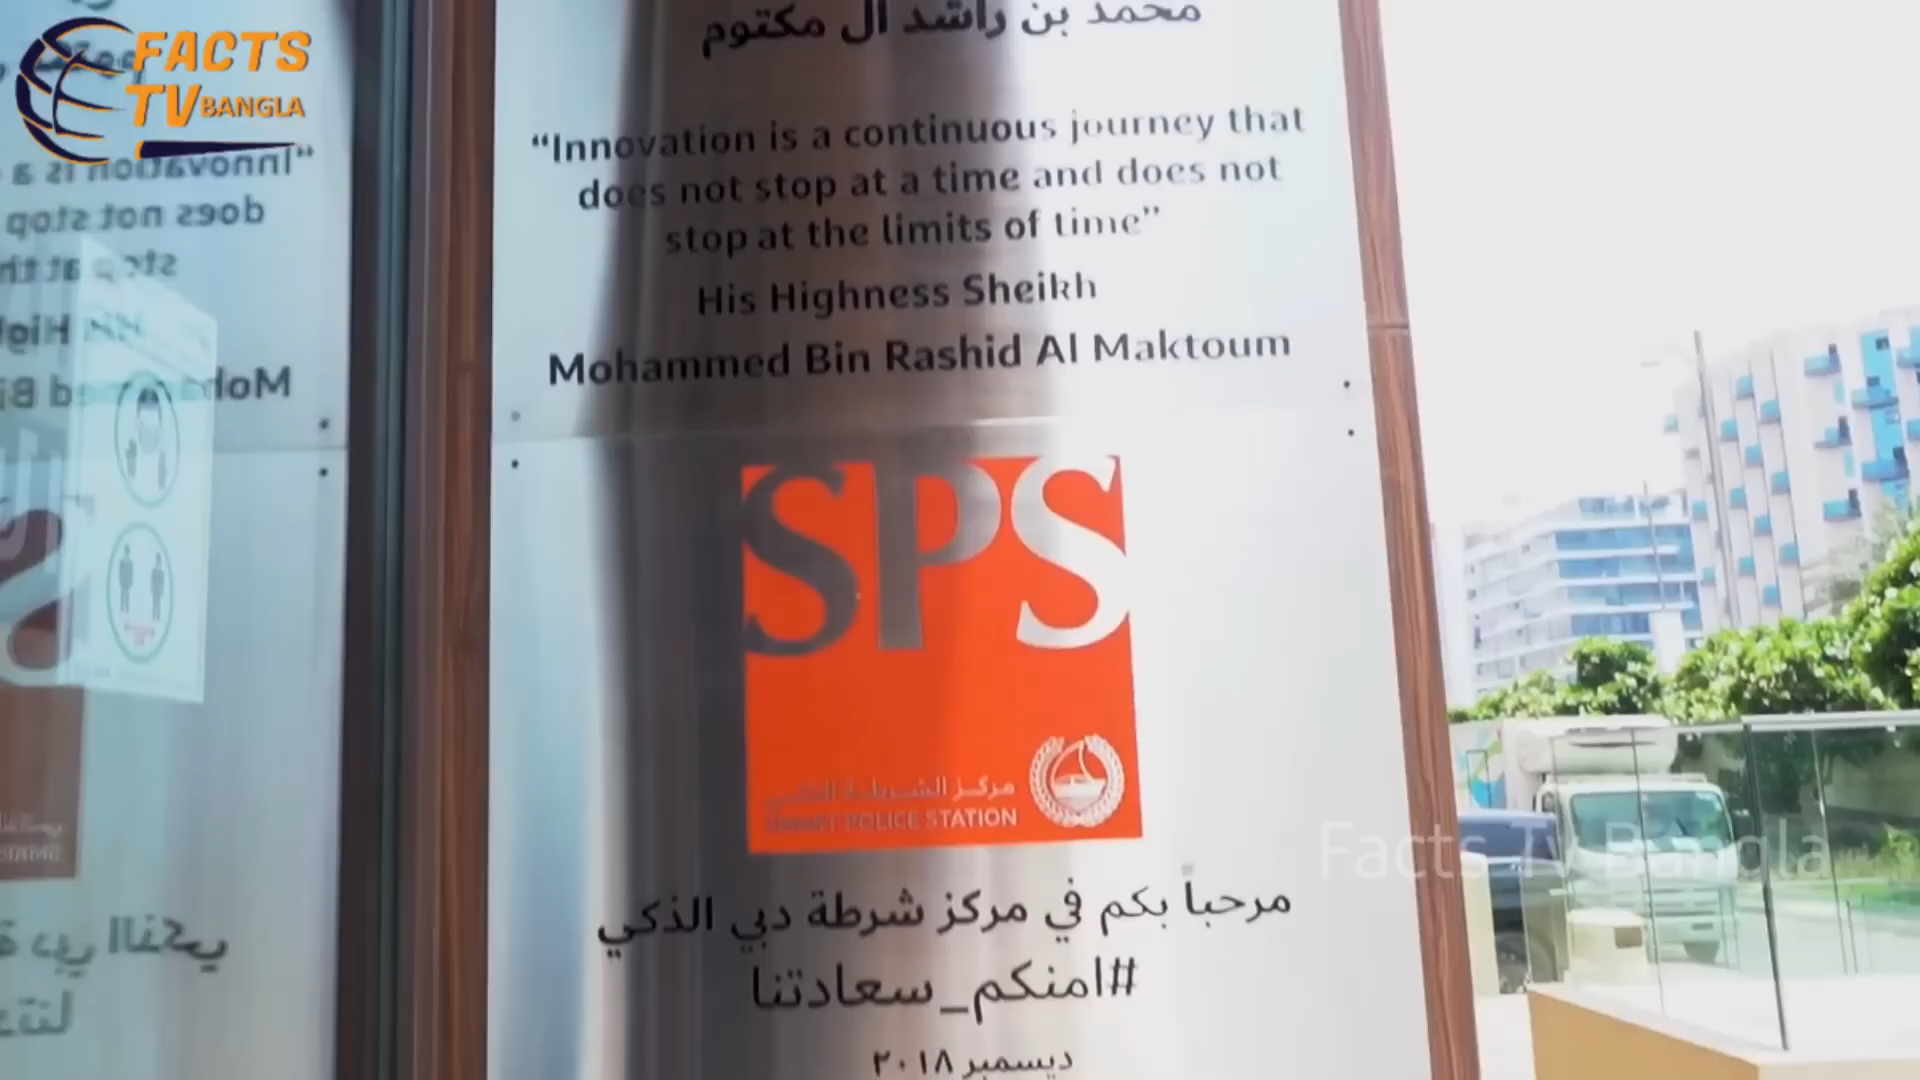 FACTS
TV BANGLA
محمد بن راشد آل مكتوم
“Innovation is a continuous journey that
does not stop at a time and does not
stop at the limits of time”
His Highness Sheikh
Mohammed Bin Rashid Al Maktoum
SPS
مركز الشرطة الذكي
SMART POLICE STATION
Facts Tv Bangla
مرحباً بكم في مركز شرطة دبي الذكي
#امنكم_سعادتنا
ديسمبر ٢٠١٨